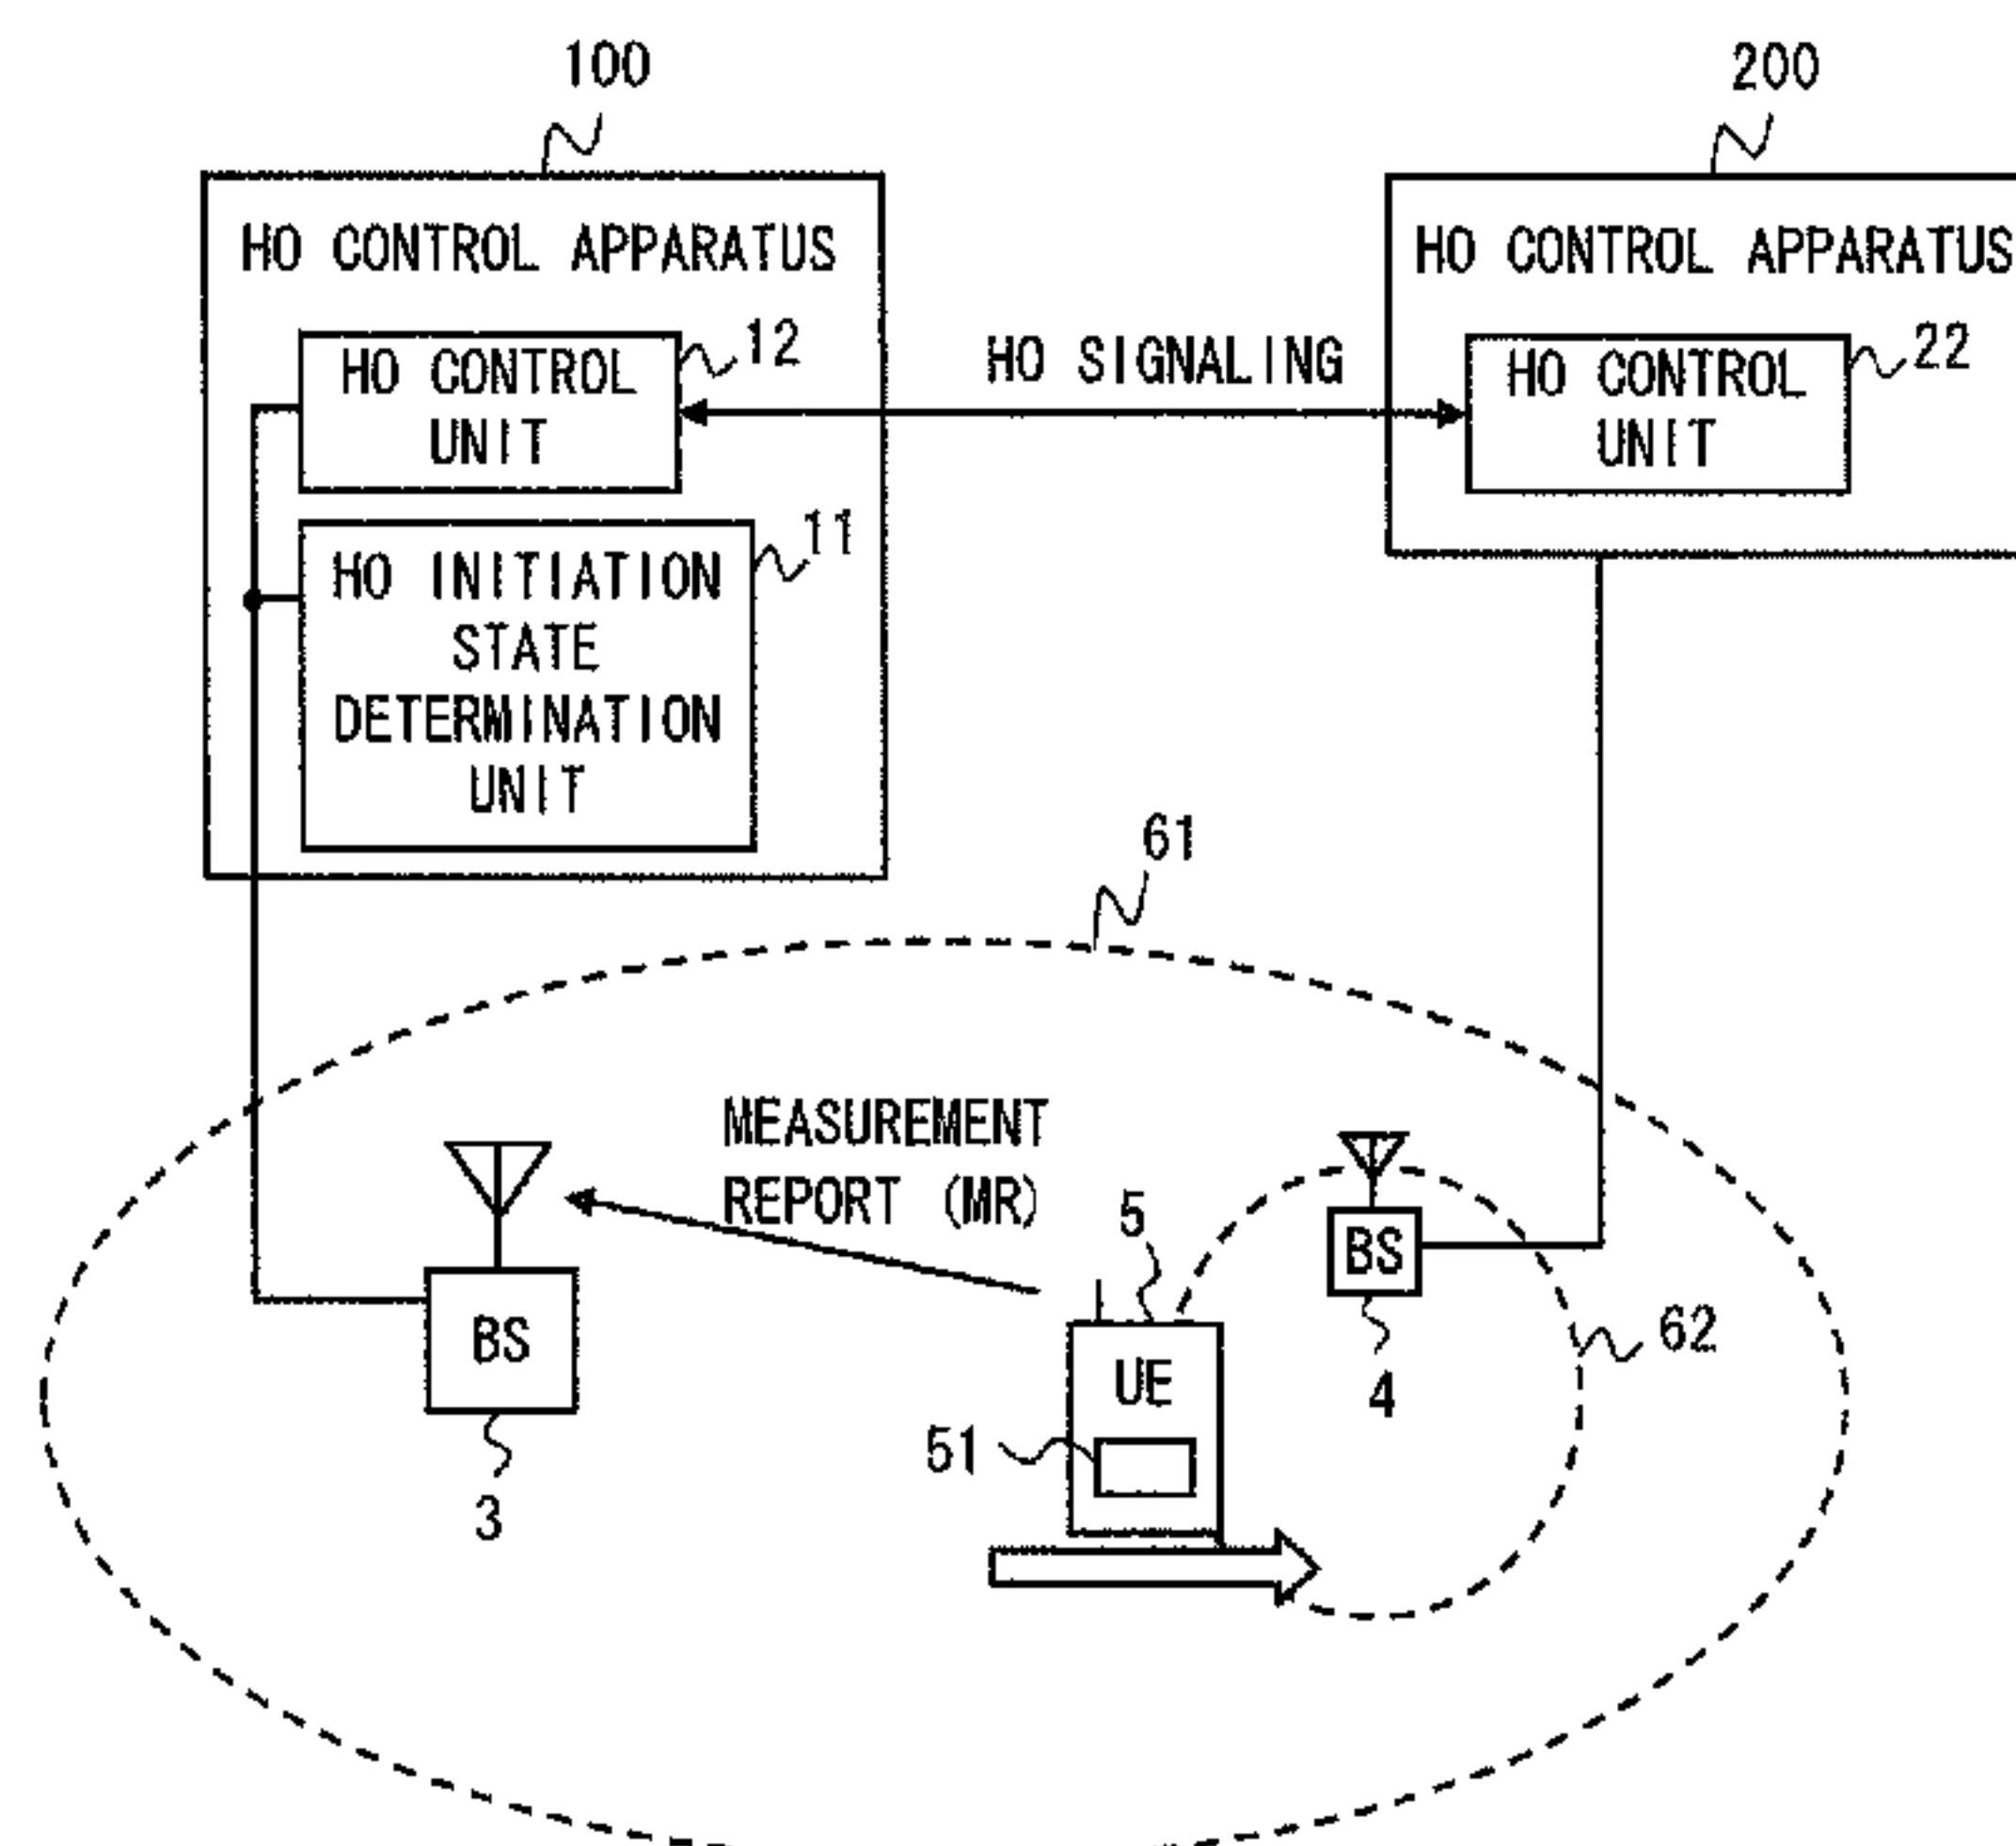 100
200
HO CONTROL APPARATUS
HO CONTROL APPARATUS
HO CONTROL
UNIT
12
HO SIGNALING
HO CONTROL
UNIT
22
HO INITIATION
STATE
DETERMINATION
UNIT
11
61
MEASUREMENT
REPORT (MR)
5
BS
BS
UE
62
4
51
3